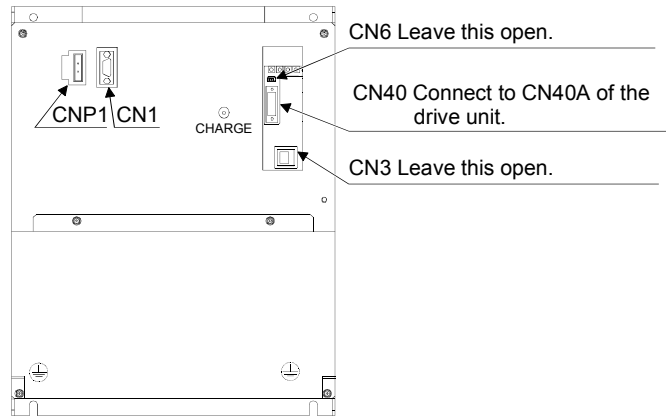 CN6 Leave this open.
CN40 Connect to CN40A of the
drive unit.
CNP1 CN1
CHARGE
CN3 Leave this open.